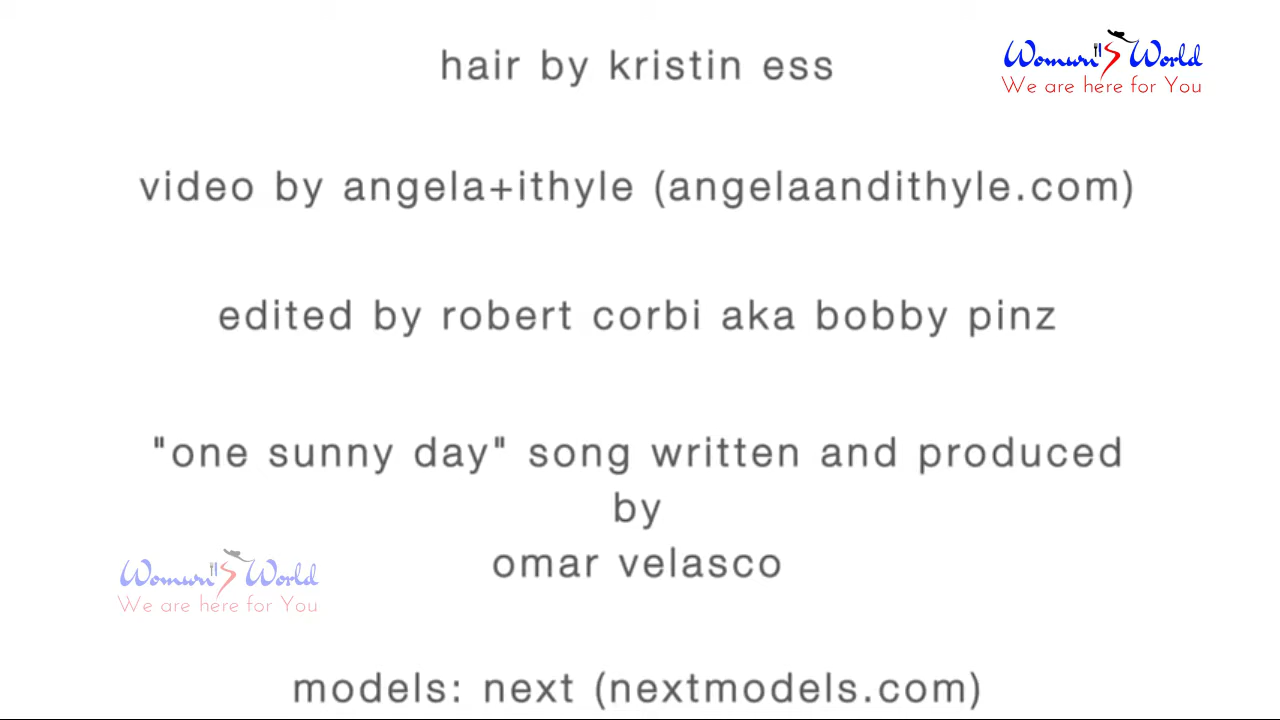 hair by kristin ess
Women's World
We are here for You
video by angela+ithyle (angelaandithyle.com)
edited by robert corbi aka bobby pinz
"one sunny day" song written and produced
by
omar velasco
Women's World
We are here for You
models: next (nextmodels.com)